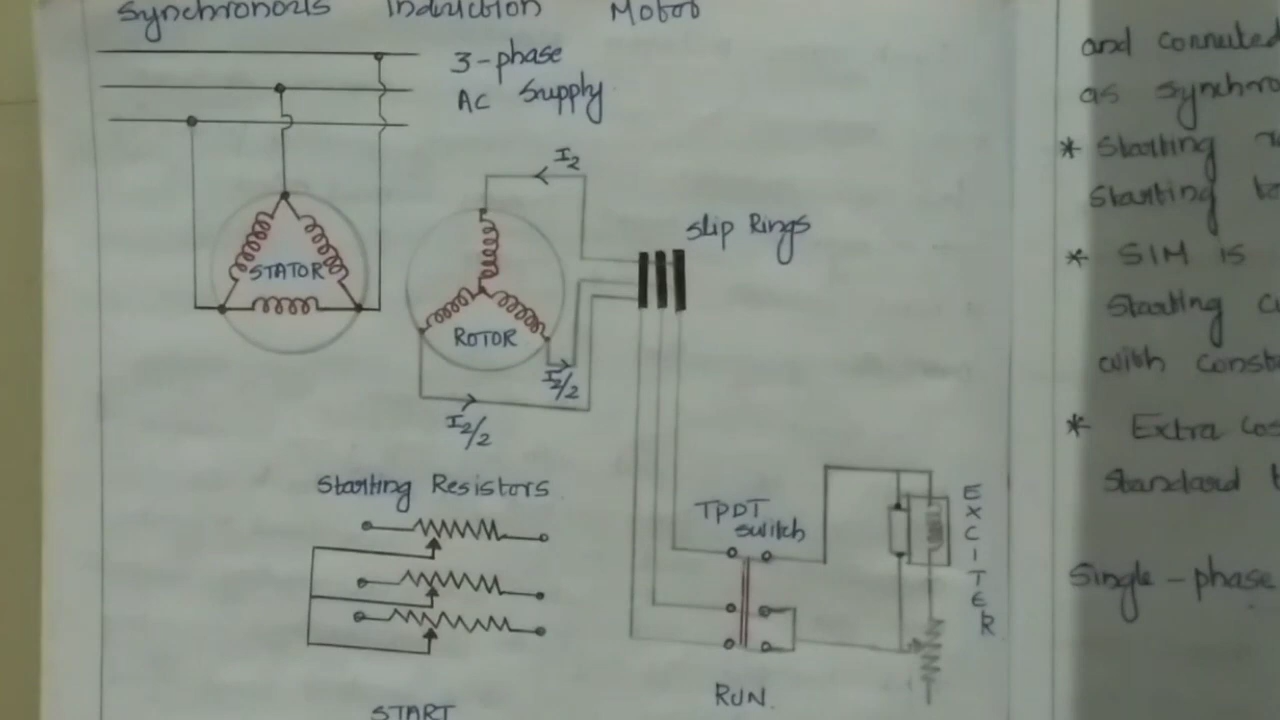 Synchronous Induction Motor
3-phase
AC Supply
I2
Slip Rings
STATOR
ROTOR
I2/2
I2/2
Starting Resistors
TPDT
switch
EXCITER
RUN
START
and connected
as synchro
* Starting
Starting
* SIM is
Starting
with const
* Extra cos
Standard
Single-phase